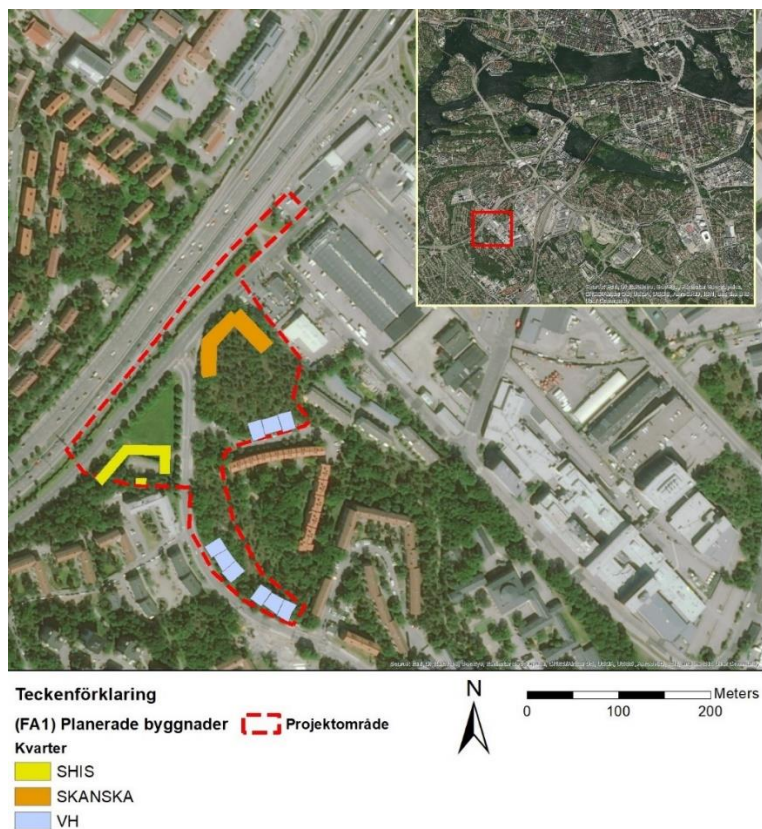 Teckenförklaring
(FA1) Planerade byggnader
Projektområde
Kvarter
SHIS
SKANSKA
VH
N
Meters
0 100 200